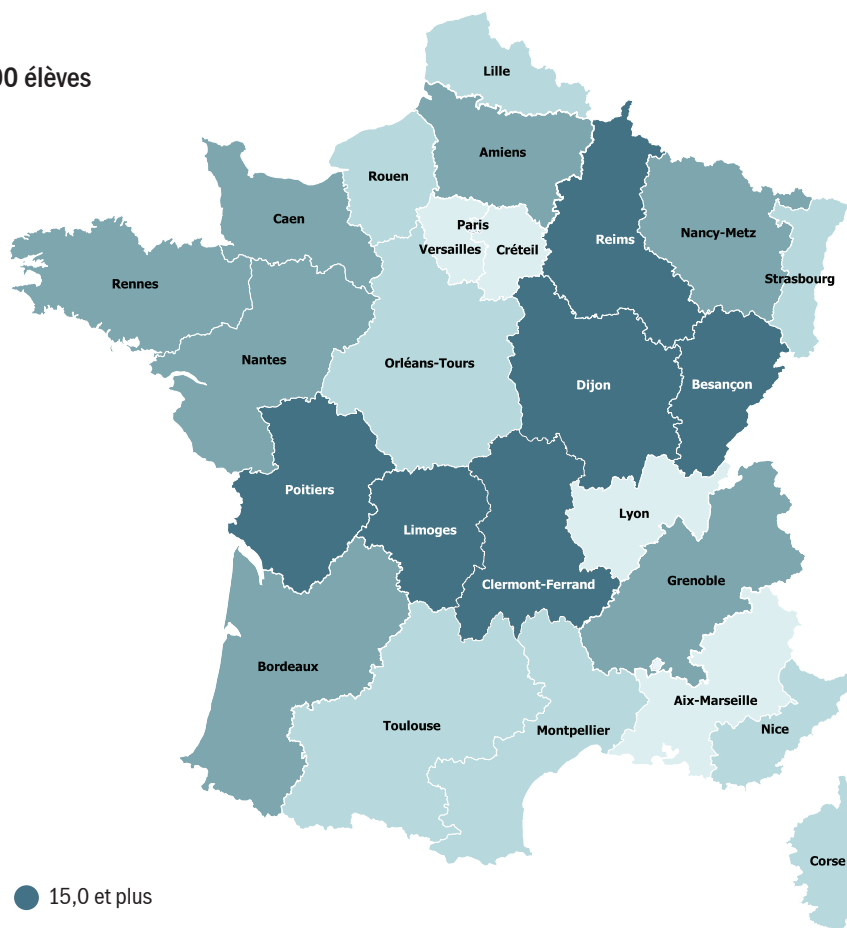 00 élèves
Lille
Amiens
Rouen
Caen
Paris
Versailles
Créteil
Reims
Nancy-Metz
Strasbourg
Rennes
Nantes
Orléans-Tours
Dijon
Besançon
Poitiers
Limoges
Lyon
Clermont-Ferrand
Grenoble
Bordeaux
Aix-Marseille
Toulouse
Montpellier
Nice
Corse
15,0 et plus